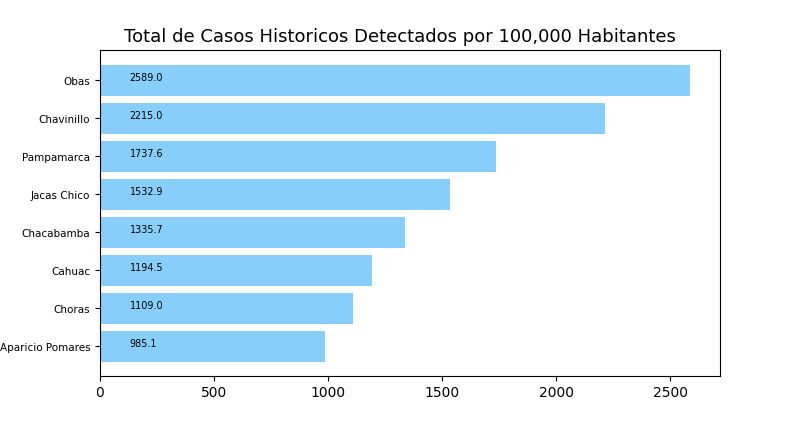 Total de Casos Historicos Detectados por 100,000 Habitantes
Obas 2589.0
Chavinillo 2215.0
Pampamarca 1737.6
Jacas Chico 1532.9
Chacabamba 1335.7
Cahuac 1194.5
Choras 1109.0
Aparicio Pomares 985.1
0 500 1000 1500 2000 2500